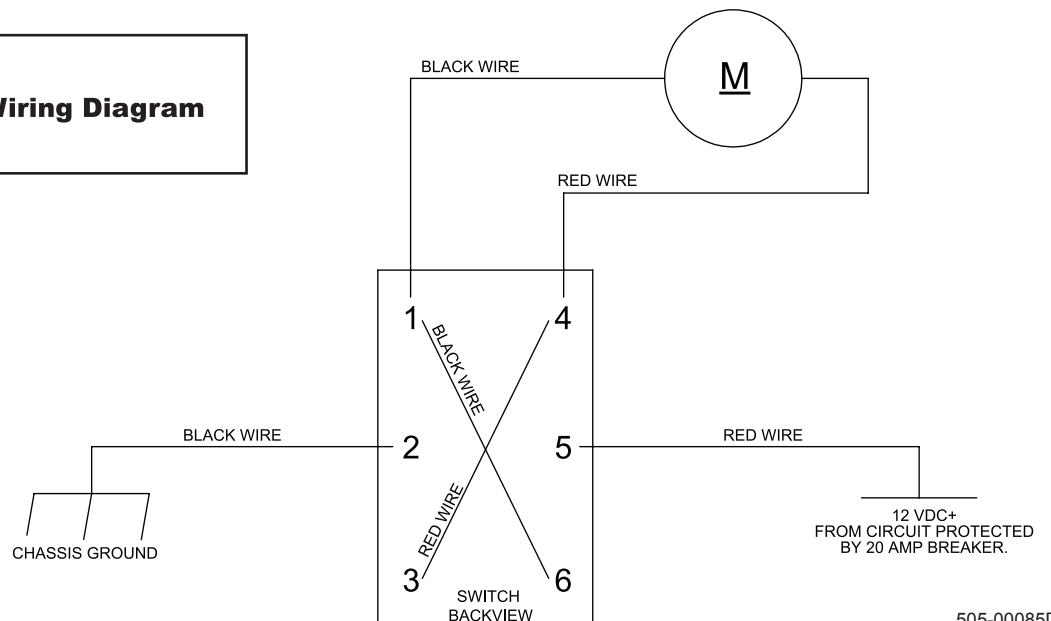 Wiring Diagram
BLACK WIRE
M
RED WIRE
1
4
BLACK WIRE
BLACK WIRE
2
5
RED WIRE
12 VDC+
FROM CIRCUIT PROTECTED
BY 20 AMP BREAKER.
CHASSIS GROUND
RED WIRE
3
6
SWITCH
BACKVIEW